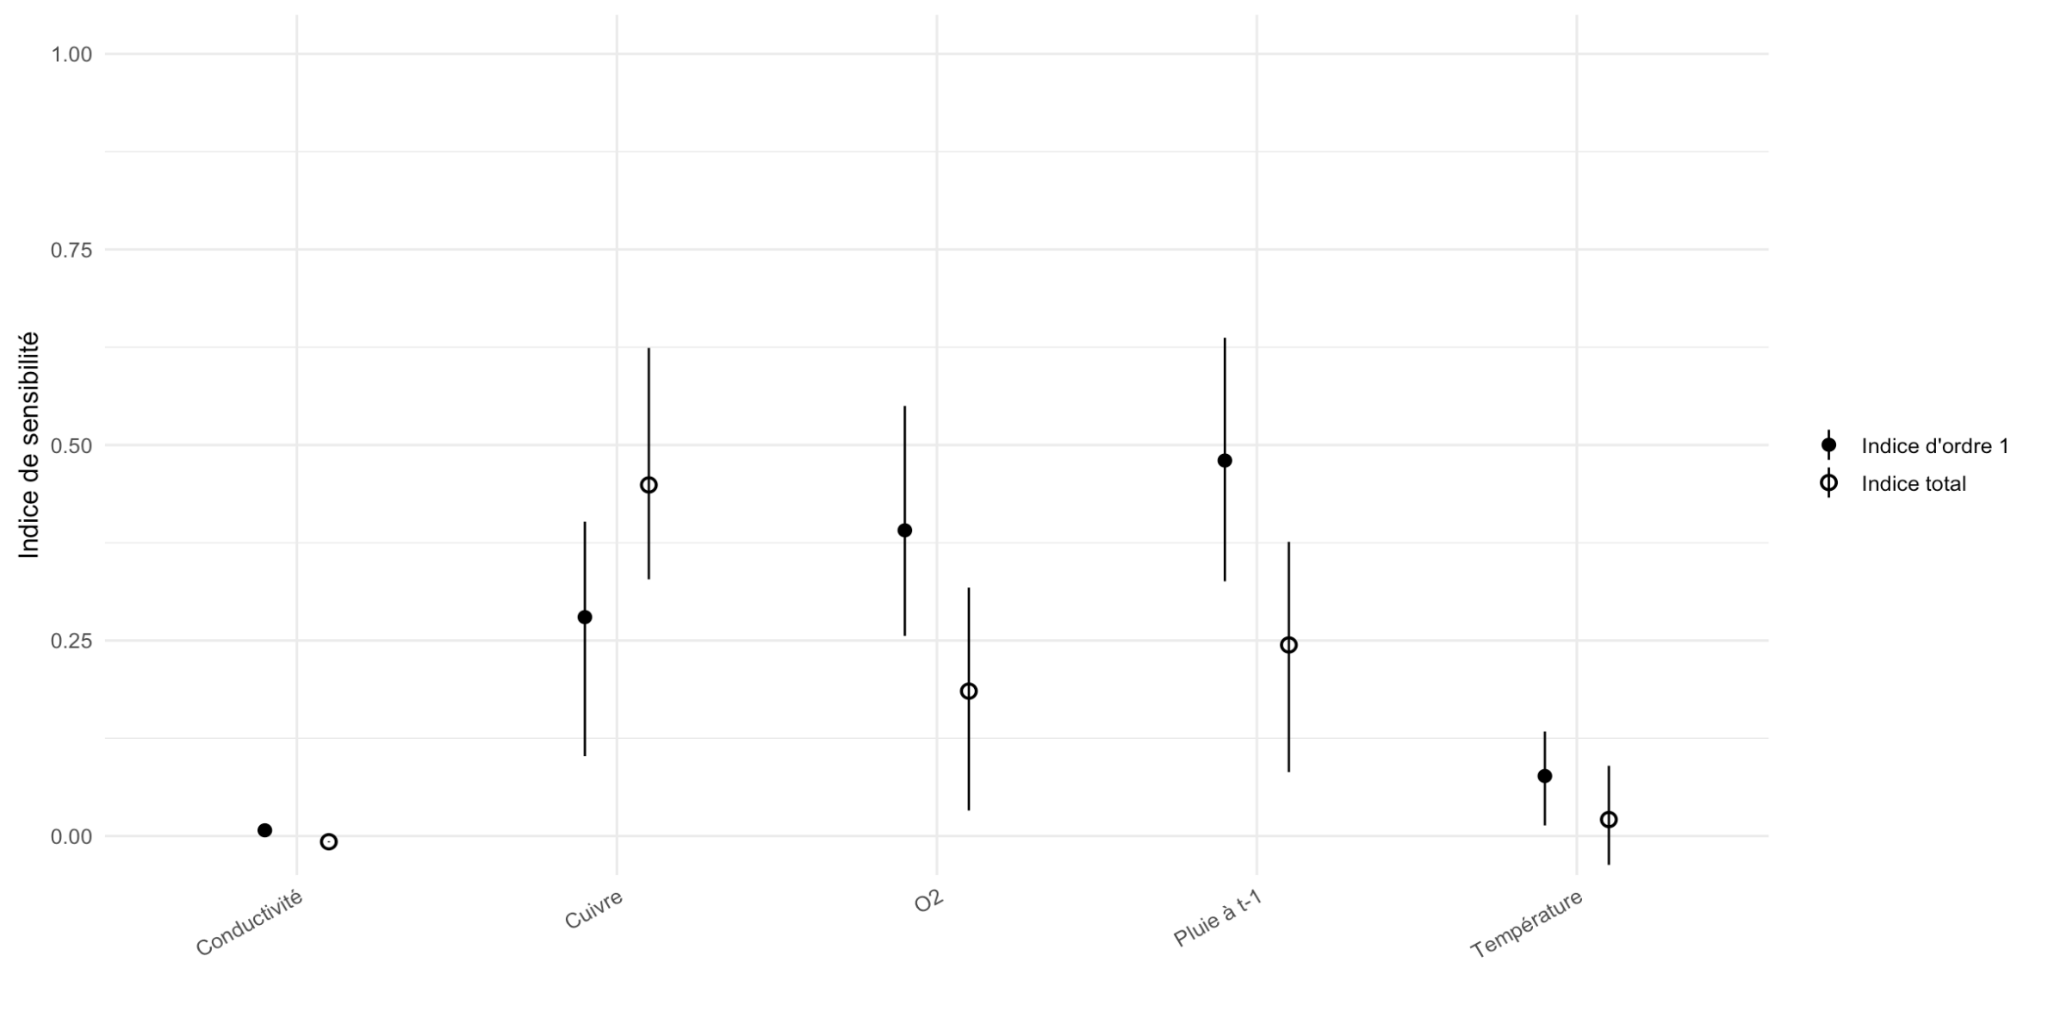 1.00
0.75
0.50
0.25
0.00
Indice de sensibilité
Conductivité
Cuivre
O2
Pluie à t-1
Température
Indice d'ordre 1
Indice total